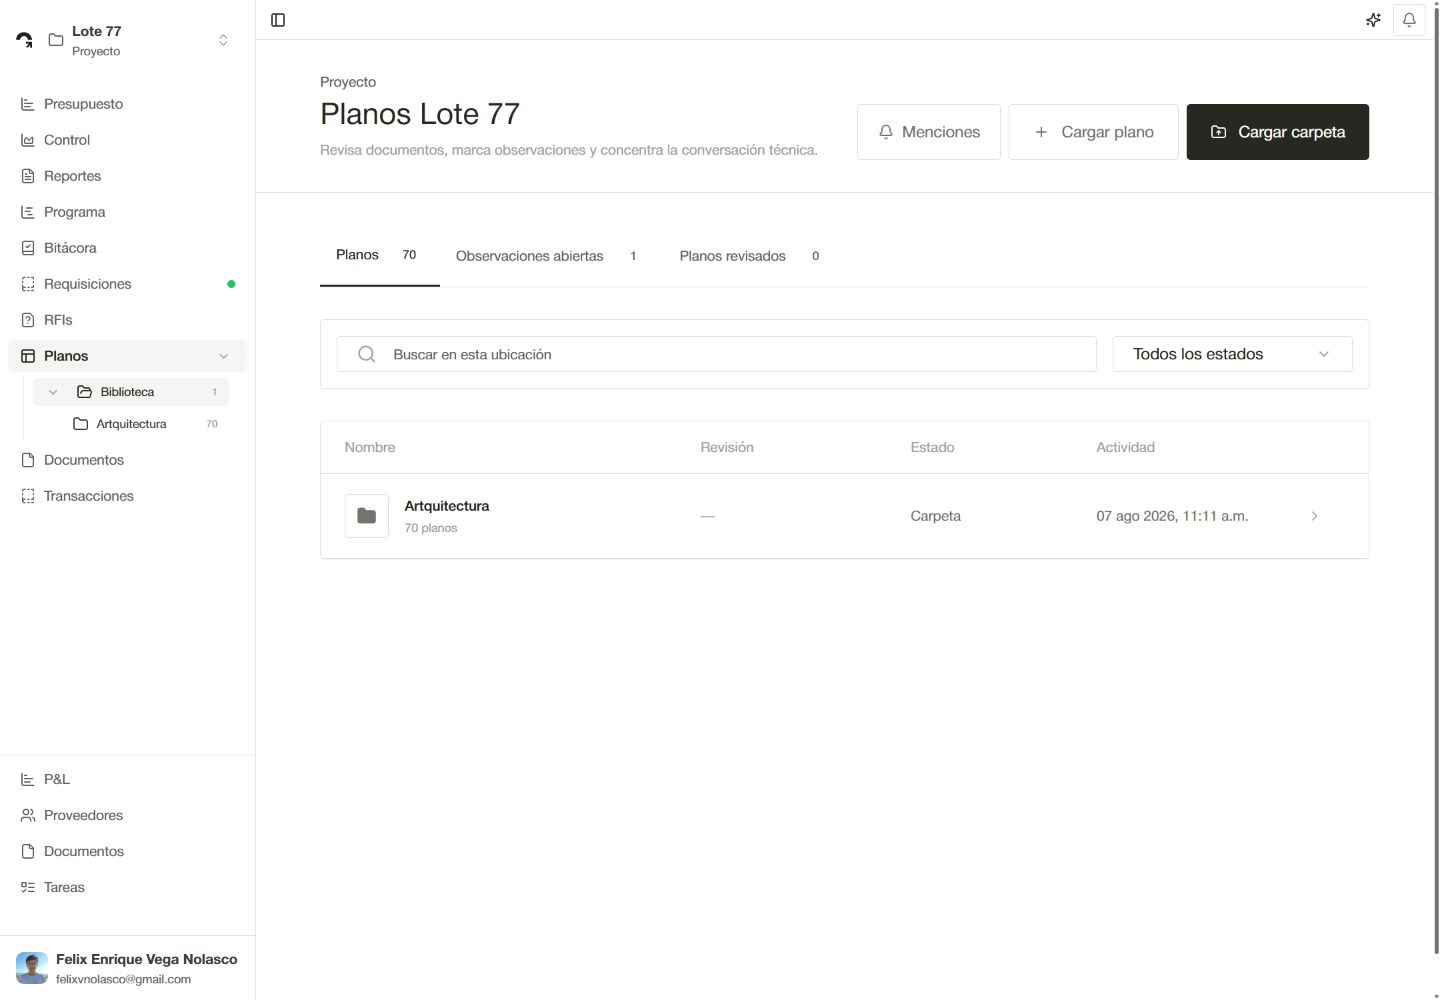 Lote 77
Proyecto
Presupuesto
Control
Reportes
Programa
Bitácora
Requisiciones
RFIs
Planos
Biblioteca 1
Artquitectura 70
Documentos
Transacciones
P&L
Proveedores
Documentos
Tareas
Felix Enrique Vega Nolasco
felixvnolasco@gmail.com
Proyecto
Planos Lote 77
Revisa documentos, marca observaciones y concentra la conversación técnica.
Menciones
Cargar plano
Cargar carpeta
Planos 70 Observaciones abiertas 1 Planos revisados 0
Buscar en esta ubicación
Todos los estados
Nombre Revisión Estado Actividad
Artquitectura
70 planos
— Carpeta 07 ago 2026, 11:11 a.m.